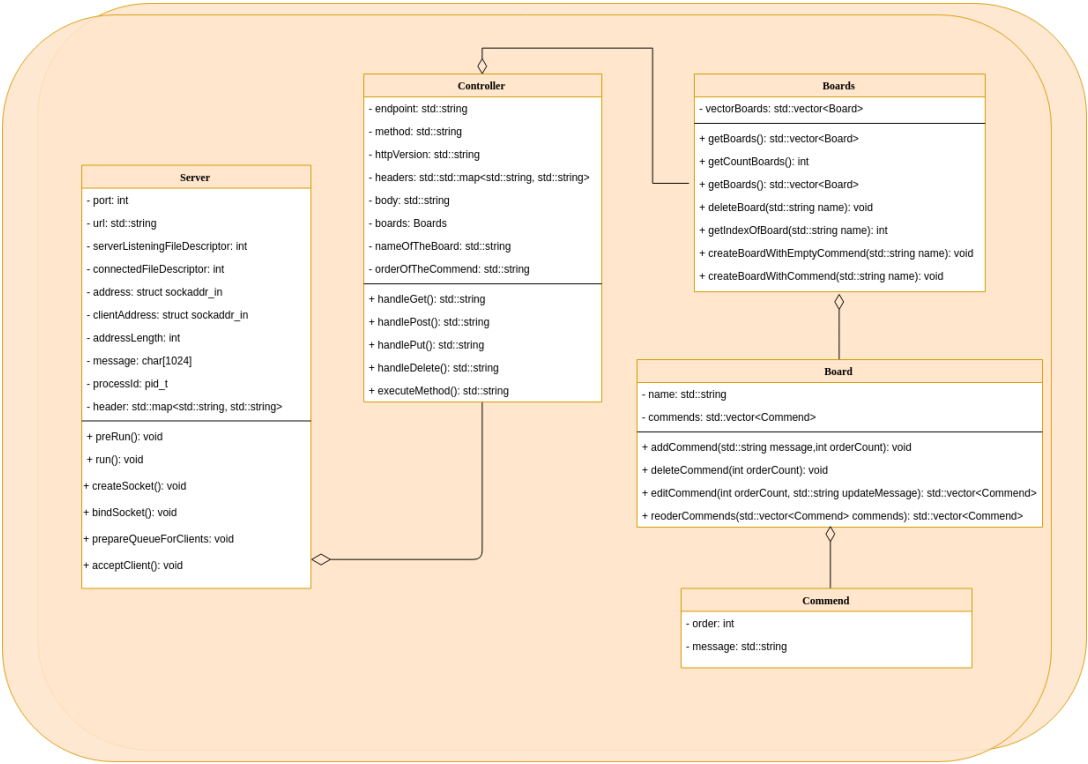 Server
- port: int
- url: std::string
- serverListeningFileDescriptor: int
- connectedFileDescriptor: int
- address: struct sockaddr_in
- clientAddress: struct sockaddr_in
- addressLength: int
- message: char[1024]
- processId: pid_t
- header: std::map<std::string, std::string>
+ preRun(): void
+ run(): void
+ createSocket(): void
+ bindSocket(): void
+ prepareQueueForClients: void
+ acceptClient(): void
Controller
- endpoint: std::string
- method: std::string
- httpVersion: std::string
- headers: std::std::map<std::string, std::string>
- body: std::string
- boards: Boards
- nameOfTheBoard: std::string
- orderOfTheCommend: std::string
+ handleGet(): std::string
+ handlePost(): std::string
+ handlePut(): std::string
+ handleDelete(): std::string
+ executeMethod(): std::string
Boards
- vectorBoards: std::vector<Board>
+ getBoards(): std::vector<Board>
+ getCountBoards(): int
+ getBoards(): std::vector<Board>
+ deleteBoard(std::string name): void
+ getIndexOfBoard(std::string name): int
+ createBoardWithEmptyCommend(std::string name): void
+ createBoardWithCommend(std::string name): void
Board
- name: std::string
- commends: std::vector<Commend>
+ addCommend(std::string message,int orderCount): void
+ deleteCommend(int orderCount): void
+ editCommend(int orderCount, std::string updateMessage): std::vector<Commend>
+ reoderCommends(std::vector<Commend> commends): std::vector<Commend>
Commend
- order: int
- message: std::string